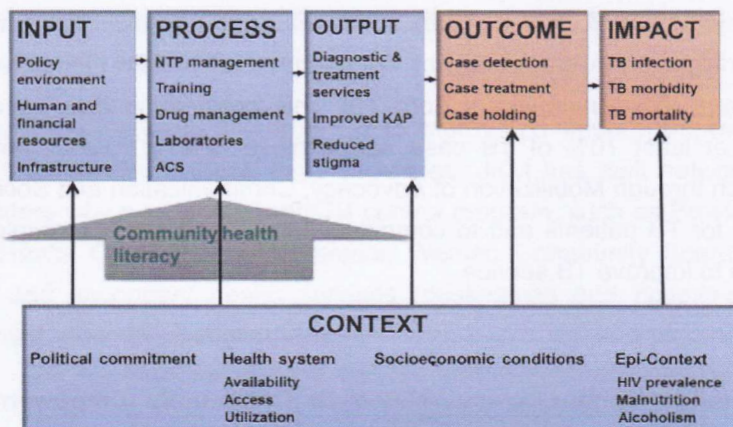 INPUT
Policy environment
Human and financial resources
Infrastructure
PROCESS
NTP management
Training
Drug management
Laboratories
ACS
OUTPUT
Diagnostic &
treatment
services
Improved KAP
Reduced
stigma
OUTCOME
Case detection
Case treatment
Case holding
IMPACT
TB infection
TB morbidity
TB mortality
Community health
literacy
CONTEXT
Political commitment
Health system
Availability
Access
Utilization
Socioeconomic conditions
Epi-Context
HIV prevalence
Malnutrition
Alcoholism